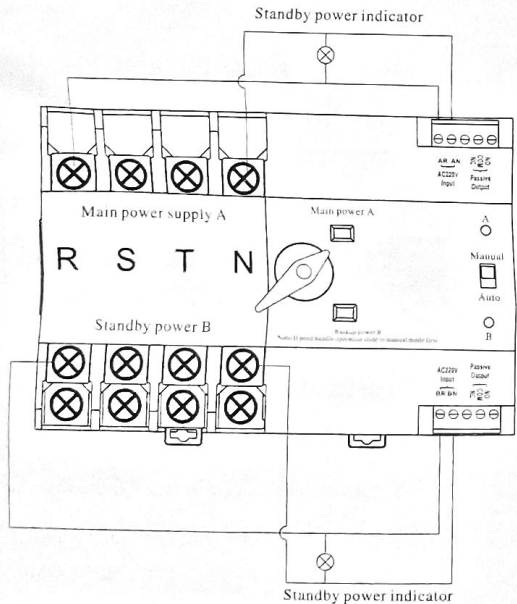 Standby power indicator
AR AN
AC220V
Input
Passive
Output
Main power supply A
Main power A
A
R S T N
Manual
Auto
Standby power B
Backup power B
B
AC220V
Input
Passive
Output
BR BN
Standby power indicator